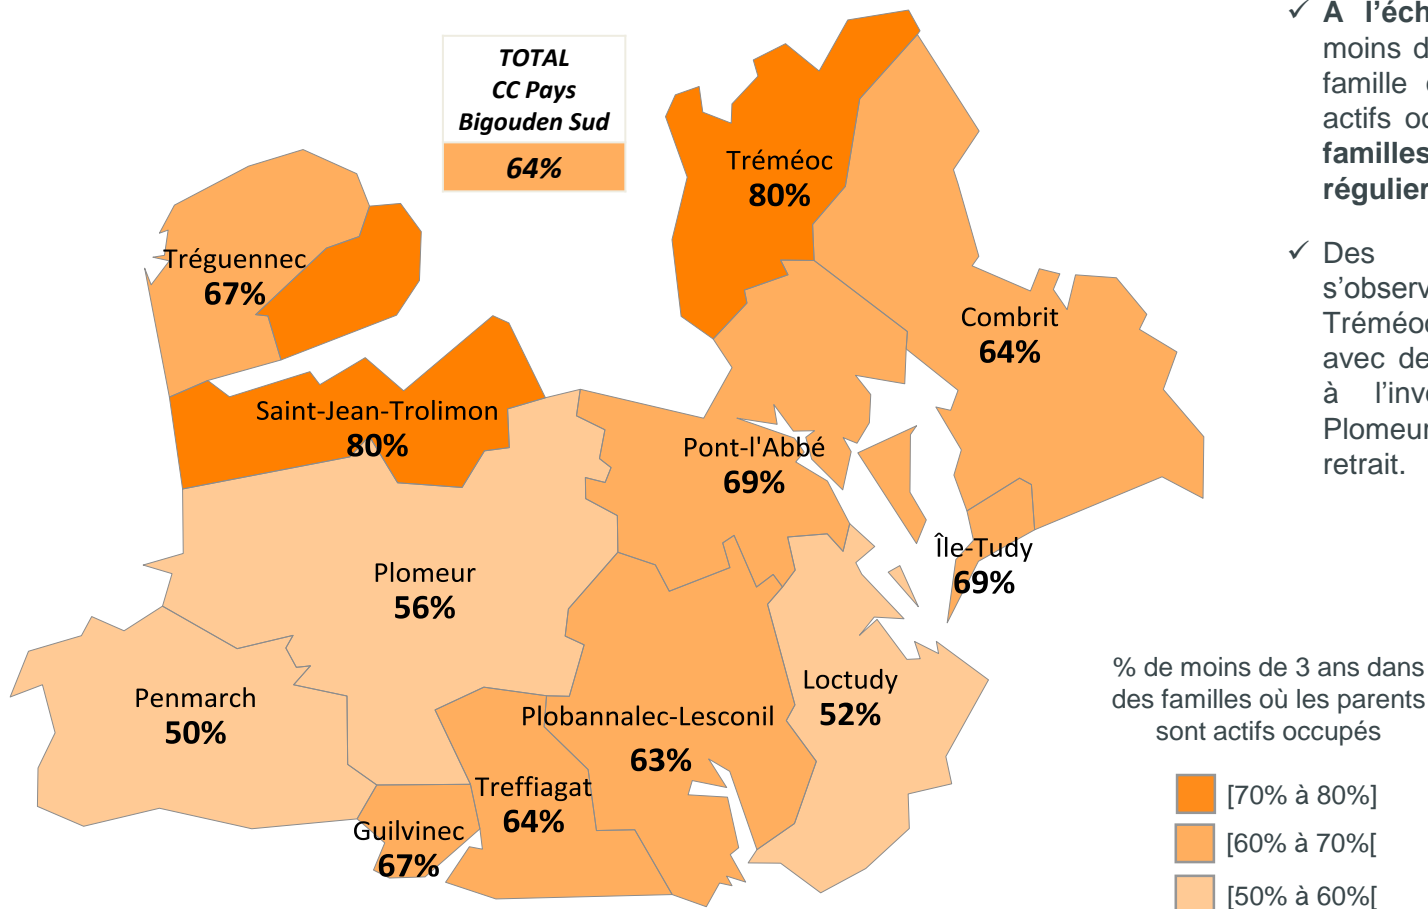 TOTAL
CC Pays
Bigouden Sud
64%
Tréméoc
80%
Tréguennec
67%
Combrit
64%
Saint-Jean-Trolimon
80%
Pont-l'Abbé
69%
Île-Tudy
69%
Plomeur
56%
Penmarch
50%
Loctudy
52%
Plobannalec-Lesconil
63%
Treffiagat
64%
Guilvinec
67%
✓ A l’éch
moins d
famille
actifs oc
familles
régulier
✓ Des
s’observ
Tréméoc
avec de
à l’inv
Plomeur
retrait.
% de moins de 3 ans dans
des familles où les parents
sont actifs occupés
[70% à 80%]
[60% à 70%[
[50% à 60%[